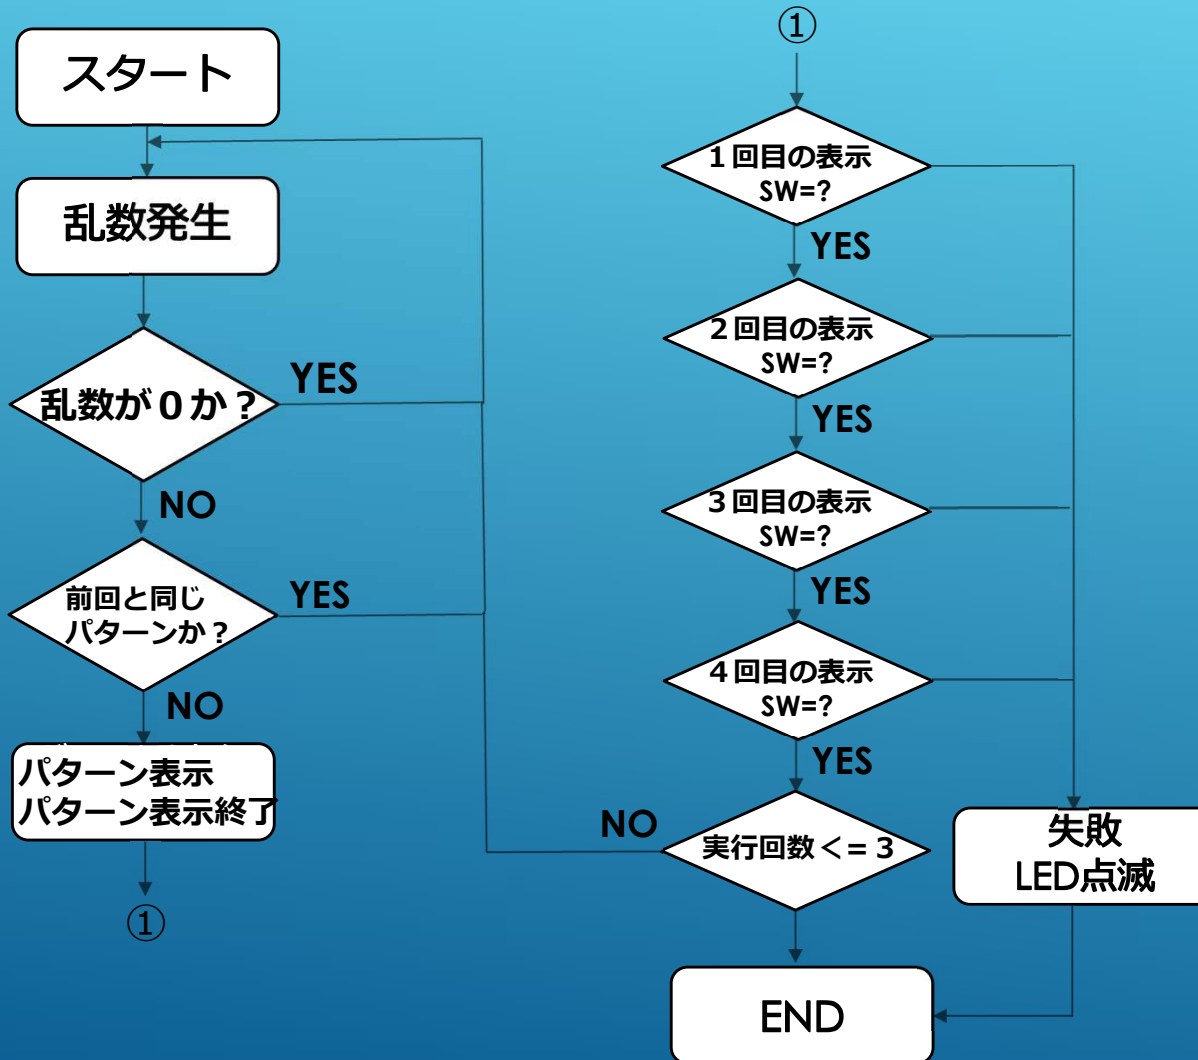 スタート
乱数発生
乱数が０か？
YES
NO
前回と同じ
パターンか？
YES
NO
パターン表示
パターン表示終了
①
①
１回目の表示
SW=?
YES
２回目の表示
SW=?
YES
３回目の表示
SW=?
YES
４回目の表示
SW=?
YES
実行回数＜=３
NO
失敗
LED点滅
END